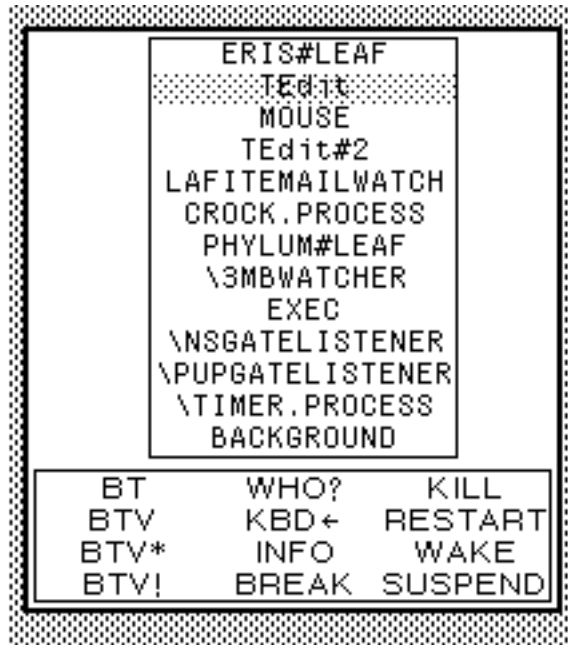 ERIS#LEAF
TEdit
MOUSE
TEdit#2
LAFITEMAILWATCH
CROCK.PROCESS
PHYLUM#LEAF
\3MBWATCHER
EXEC
\NSGATELISTENER
\PUPGATELISTENER
\TIMER.PROCESS
BACKGROUND
BT WHO? KILL
BTV KBD← RESTART
BTV* INFO WAKE
BTV! BREAK SUSPEND